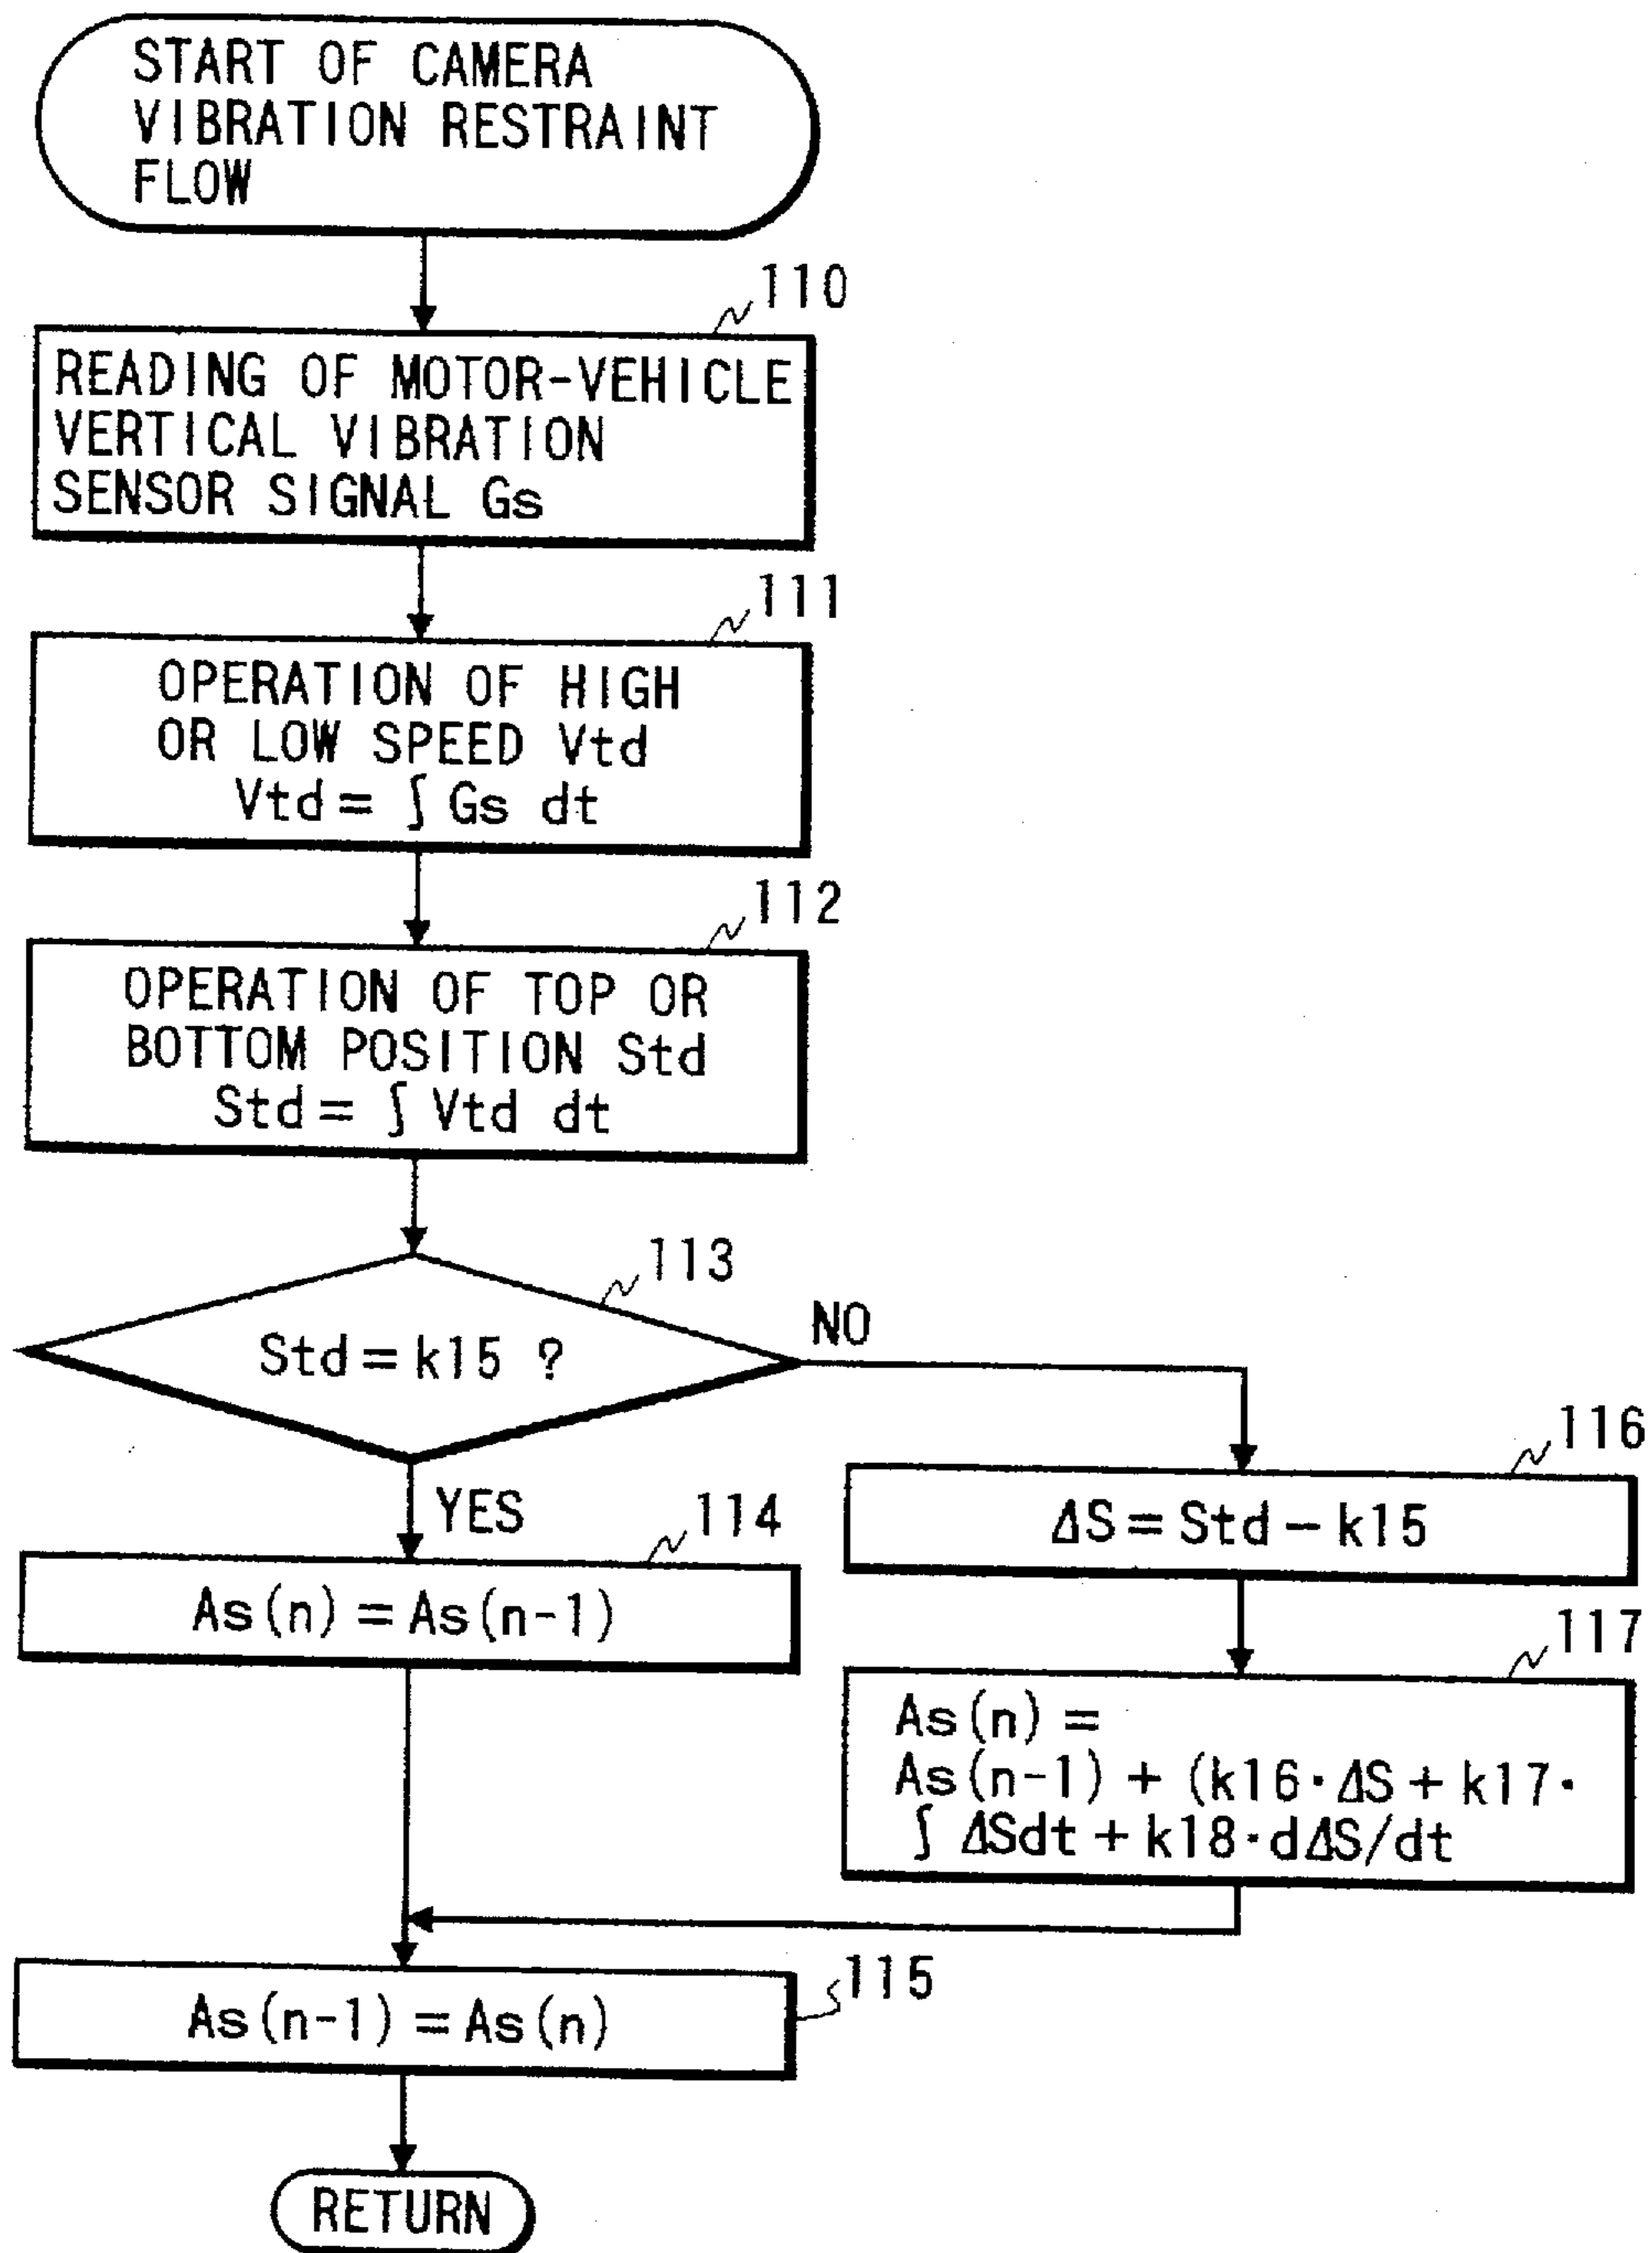 START OF CAMERA
VIBRATION RESTRAINT
FLOW
110
READING OF MOTOR-VEHICLE
VERTICAL VIBRATION
SENSOR SIGNAL Gs
111
OPERATION OF HIGH
OR LOW SPEED Vtd
Vtd = ∫ Gs dt
112
OPERATION OF TOP OR
BOTTOM POSITION Std
Std = ∫ Vtd dt
113
Std = k15 ?
NO
YES
114
As(n) = As(n-1)
116
ΔS = Std - k15
117
As(n) =
As(n-1) + (k16·ΔS + k17·
∫ ΔSdt + k18·dΔS/dt
115
As(n-1) = As(n)
RETURN